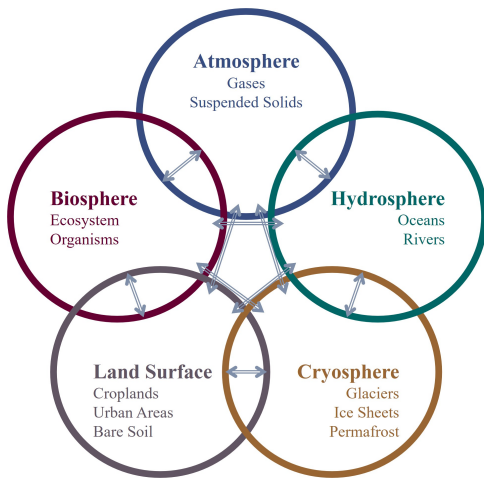 Atmosphere
Gases
Suspended Solids
Biosphere
Ecosystem
Organisms
Hydrosphere
Oceans
Rivers
Land Surface
Croplands
Urban Areas
Bare Soil
Cryosphere
Glaciers
Ice Sheets
Permafrost